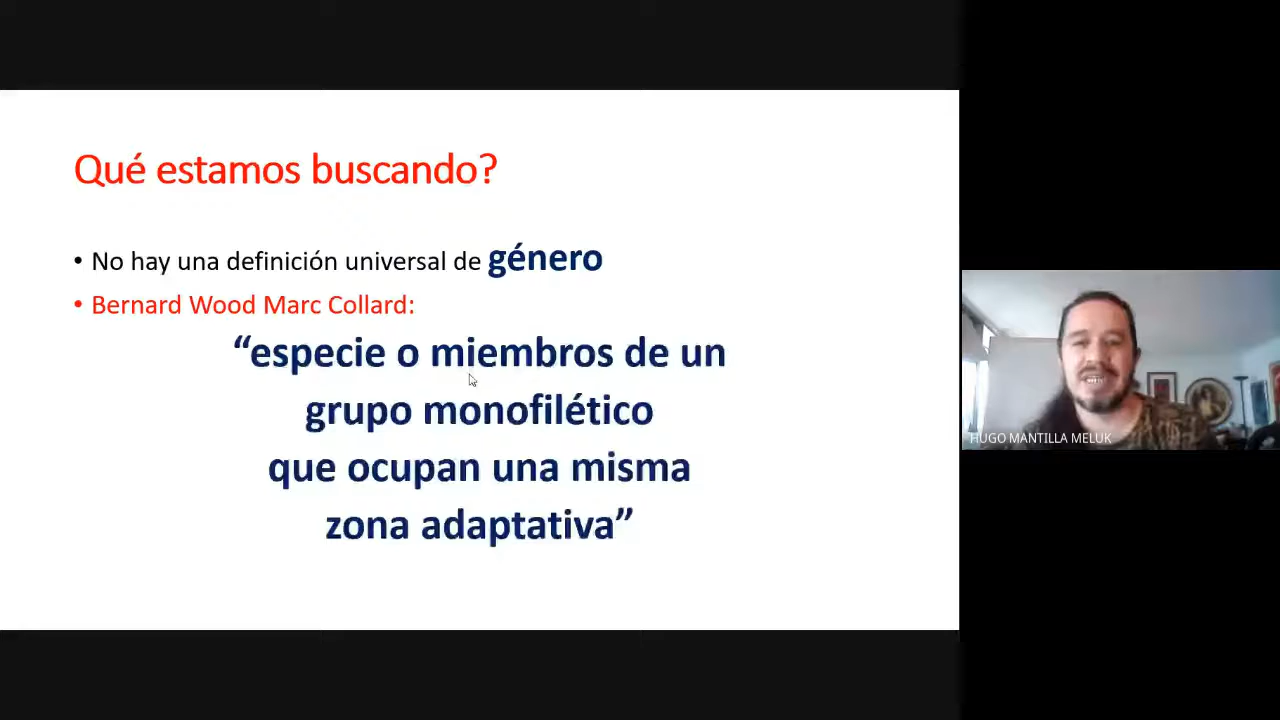 Qué estamos buscando?
• No hay una definición universal de género
• Bernard Wood Marc Collard:
“especie o miembros de un
grupo monofilético
que ocupan una misma
zona adaptativa”
HUGO MANTILLA MELUK